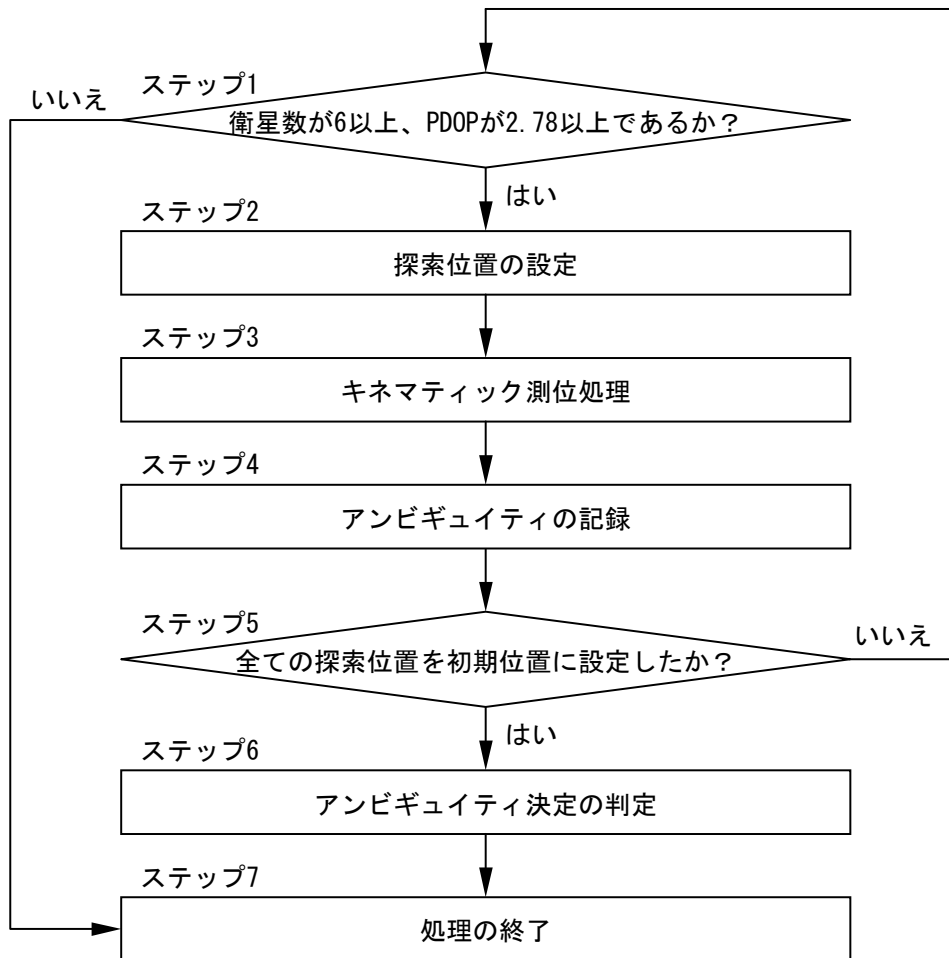 ステップ1
いいえ
衛星数が6以上、PDOPが2.78以上であるか？
はい
ステップ2
探索位置の設定
ステップ3
キネマティック測位処理
ステップ4
アンビギュイティの記録
ステップ5
いいえ
全ての探索位置を初期位置に設定したか？
はい
ステップ6
アンビギュイティ決定の判定
ステップ7
処理の終了